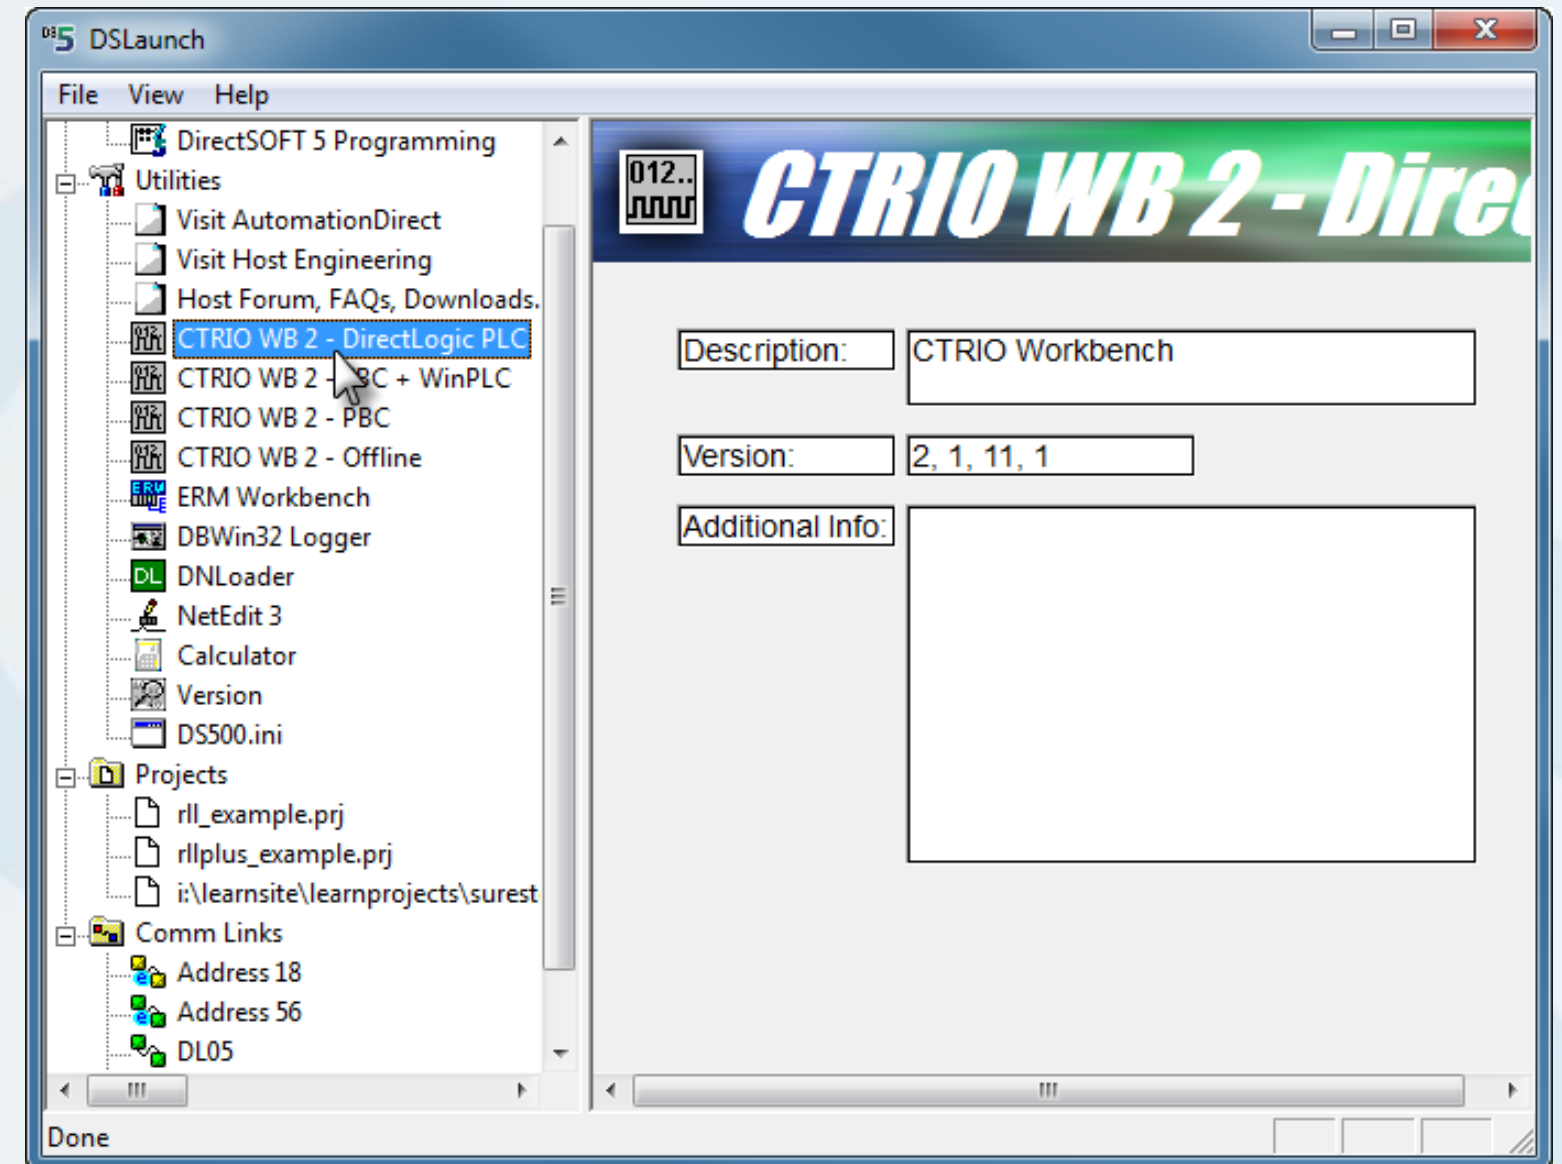 DSLaunch
File View Help
DirectSOFT 5 Programming
Utilities
Visit AutomationDirect
Visit Host Engineering
Host Forum, FAQs, Downloads.
CTRIO WB 2 - DirectLogic PLC
CTRIO WB 2 - + WinPLC
CTRIO WB 2 - PBC
CTRIO WB 2 - Offline
ERM Workbench
DBWin32 Logger
DL DNLoader
NetEdit 3
Calculator
Version
DS500.ini
Projects
rll_example.prj
rllplus_example.prj
i:\learnsite\learnprojects\surest
Comm Links
Address 18
Address 56
DL05
Done
012..
CTRIO WB 2 - Direc
Description: CTRIO Workbench
Version: 2, 1, 11, 1
Additional Info: